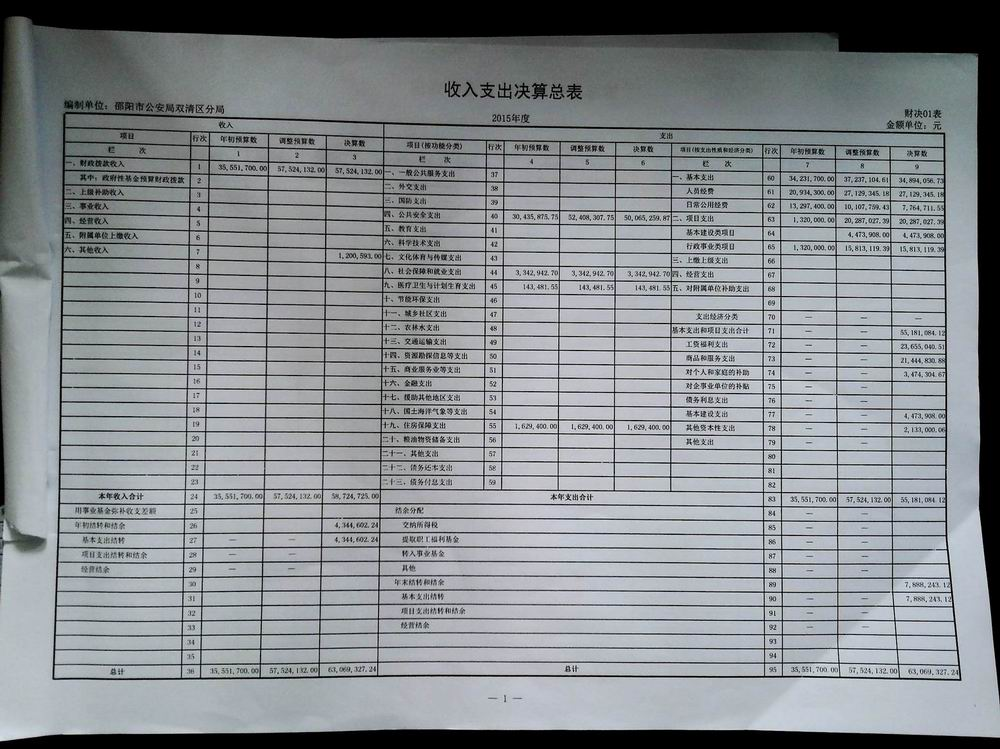 收入支出决算总表
财决01表
编制单位：邵阳市公安局双清区分局 2015年度 金额单位：元
收入 支出
项目 行次 年初预算数 调整预算数 决算数 项目(按功能分类) 行次 年初预算数 调整预算数 决算数 项目(按支出性质和经济分类) 行次 年初预算数 调整预算数 决算数
栏 次 1 2 3 栏 次 4 5 6 栏 次 7 8 9
一、财政拨款收入 1 35,551,700.00 57,524,132.00 57,524,132.00 一、一般公共服务支出 37 一、基本支出 60 34,231,700.00 37,237,104.61 34,894,056.73
其中：政府性基金预算财政拨款 2 二、外交支出 38 人员经费 61 20,934,300.00 27,129,345.18 27,129,345.18
二、上级补助收入 3 三、国防支出 39 日常公用经费 62 13,297,400.00 10,107,759.43 7,764,711.55
三、事业收入 4 四、公共安全支出 40 30,435,875.75 52,408,307.75 50,065,259.87 二、项目支出 63 1,320,000.00 20,287,027.39 20,287,027.39
四、经营收入 5 五、教育支出 41 基本建设类项目 64 4,473,908.00 4,473,908.00
五、附属单位上缴收入 6 六、科学技术支出 42 行政事业类项目 65 1,320,000.00 15,813,119.39 15,813,119.39
六、其他收入 7 1,200,593.00 七、文化体育与传媒支出 43 三、上缴上级支出 66
8 八、社会保障和就业支出 44 3,342,942.70 3,342,942.70 3,342,942.70 四、经营支出 67
9 九、医疗卫生与计划生育支出 45 143,481.55 143,481.55 143,481.55 五、对附属单位补助支出 68
10 十、节能环保支出 46 69
11 十一、城乡社区支出 47 支出经济分类 70 — — —
12 十二、农林水支出 48 基本支出和项目支出合计 71 — — 55,181,084.12
13 十三、交通运输支出 49 工资福利支出 72 — — 23,655,040.51
14 十四、资源勘探信息等支出 50 商品和服务支出 73 — — 21,444,830.88
15 十五、商业服务业等支出 51 对个人和家庭的补助 74 — — 3,474,304.67
16 十六、金融支出 52 对企事业单位的补贴 75 — —
17 十七、援助其他地区支出 53 债务利息支出 76 — —
18 十八、国土海洋气象等支出 54 基本建设支出 77 — — 4,473,908.00
19 十九、住房保障支出 55 1,629,400.00 1,629,400.00 1,629,400.00 其他资本性支出 78 — — 2,133,000.06
20 二十、粮油物资储备支出 56 其他支出 79 — —
21 二十一、其他支出 57 80
22 二十二、债务还本支出 58 81
23 二十三、债务付息支出 59 82
本年收入合计 24 35,551,700.00 57,524,132.00 58,724,725.00 本年支出合计 83 35,551,700.00 57,524,132.00 55,181,084.12
用事业基金弥补收支差额 25 结余分配 84 — —
年初结转和结余 26 4,344,602.24 交纳所得税 85 — —
基本支出结转 27 — — 4,344,602.24 提取职工福利基金 86 — —
项目支出结转和结余 28 — — 转入事业基金 87 — —
经营结余 29 — — 其他 88 — —
30 年末结转和结余 89 7,888,243.12
31 基本支出结转 90 — — 7,888,243.12
32 项目支出结转和结余 91 — —
33 经营结余 92 — —
34 93
35 94
总计 36 35,551,700.00 57,524,132.00 63,069,327.24 总计 95 35,551,700.00 57,524,132.00 63,069,327.24
— 1 —